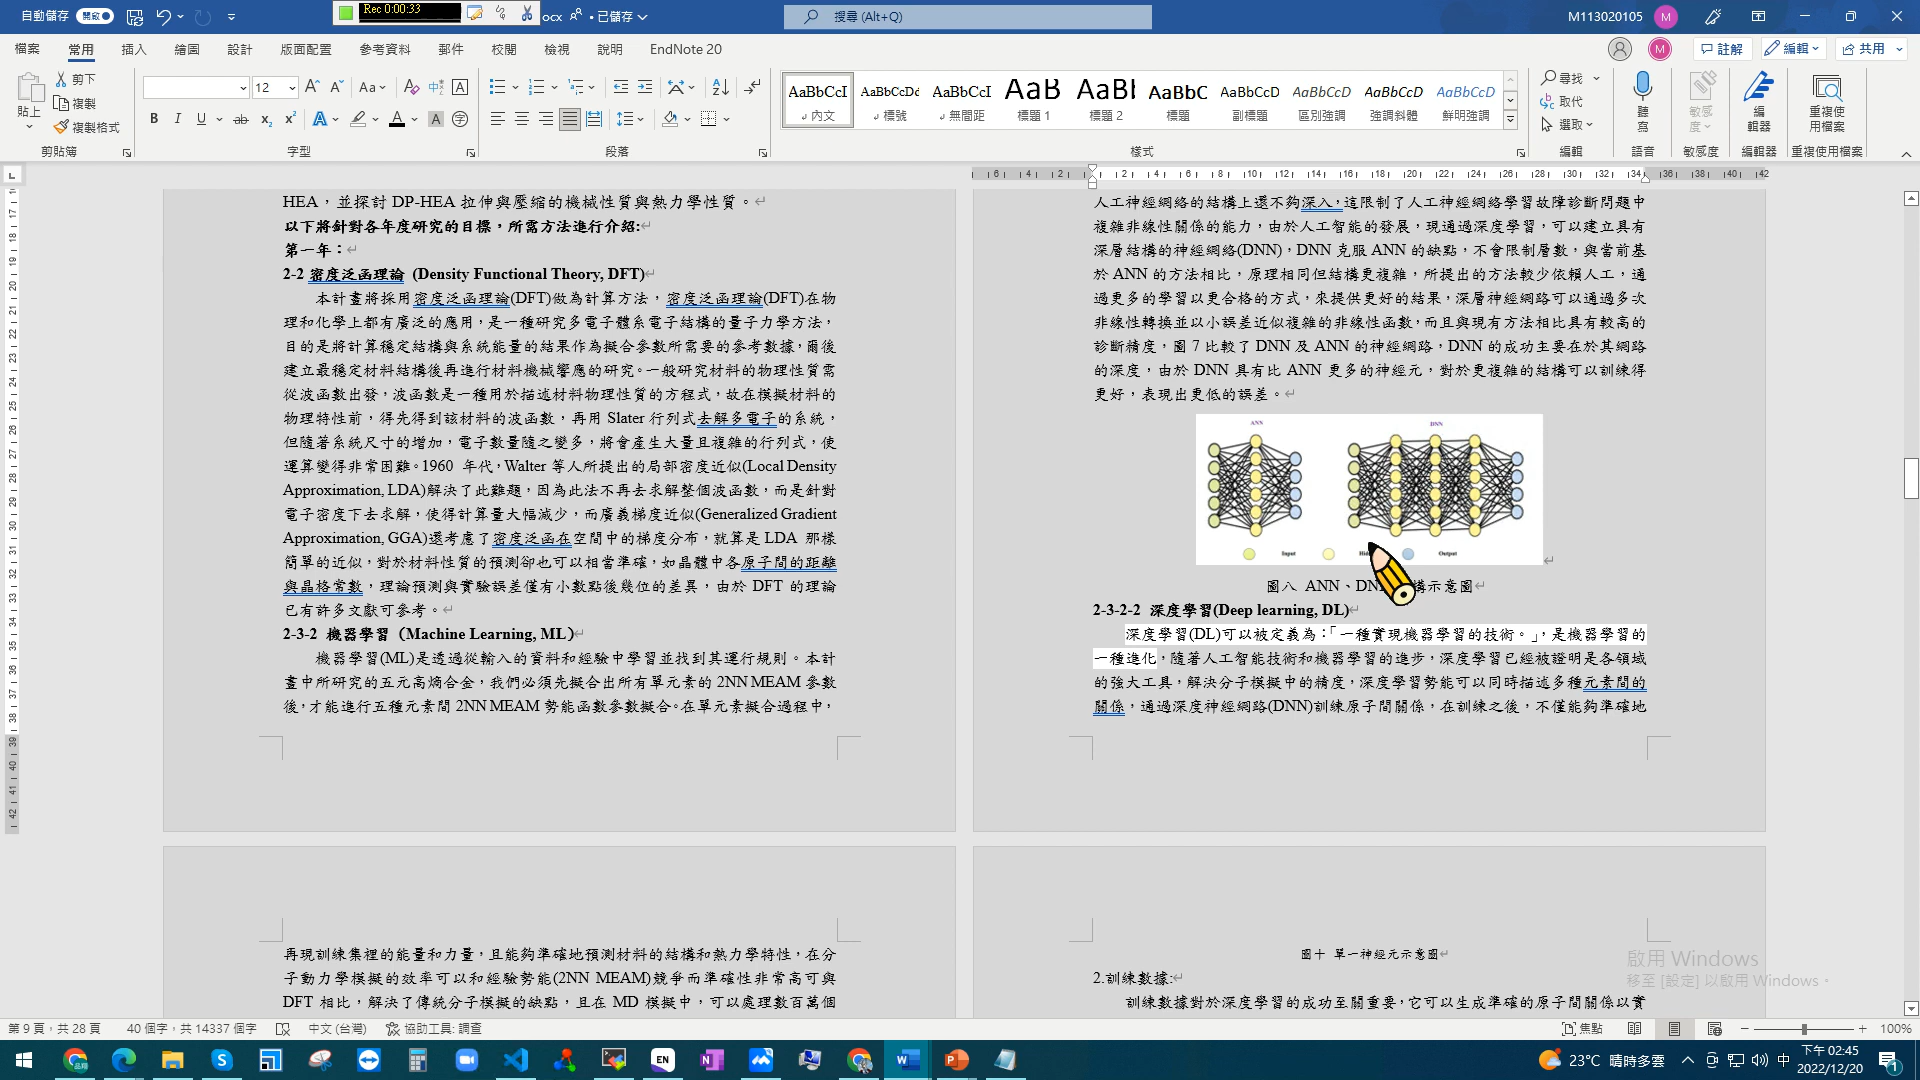 自動儲存 開啟 Rec 0:00:33 ocx • 已儲存 搜尋 (Alt+Q) M113020105 M
檔案 常用 插入 繪圖 設計 版面配置 參考資料 郵件 校閱 檢視 說明 EndNote 20 M 註解 編輯 共用
貼上 剪下 複製 複製格式 12 Aa AaBbCcI AaBbCcDd AaBbCcI AaB AaBl AaBbC AaBbCcD AaBbCcD AaBbCcD AaBbCcD
內文 標號 無間距 標題 1 標題 2 標題 副標題 區別強調 強調斜體 鮮明強調
尋找 取代 選取 聽寫 敏感度 編輯器 重複使用檔案
剪貼簿 字型 段落 樣式 編輯 語音 敏感度 編輯器 重複使用檔案
HEA，並探討 DP-HEA 拉伸與壓縮的機械性質與熱力學性質。
以下將針對各年度研究的目標，所需方法進行介紹:
第一年：
2-2 密度泛函理論 (Density Functional Theory, DFT)
本計畫將採用密度泛函理論(DFT)做為計算方法，密度泛函理論(DFT)在物
理和化學上都有廣泛的應用，是一種研究多電子體系電子結構的量子力學方法，
目的是將計算穩定結構與系統能量的結果作為擬合參數所需要的參考數據，爾後
建立最穩定材料結構後再進行材料機械響應的研究。一般研究材料的物理性質需
從波函數出發，波函數是一種用於描述材料物理性質的方程式，故在模擬材料的
物理特性前，得先得到該材料的波函數，再用 Slater 行列式去解多電子的系統，
但隨著系統尺寸的增加，電子數量隨之變多，將會產生大量且複雜的行列式，使
運算變得非常困難。1960 年代，Walter 等人所提出的局部密度近似(Local Density
Approximation, LDA)解決了此難題，因為此法不再去求解整個波函數，而是針對
電子密度下去求解，使得計算量大幅減少，而廣義梯度近似(Generalized Gradient
Approximation, GGA)還考慮了密度泛函在空間中的梯度分布，就算是 LDA 那樣
簡單的近似，對於材料性質的預測卻也可以相當準確，如晶體中各原子間的距離
與晶格常數，理論預測與實驗誤差僅有小數點後幾位的差異，由於 DFT 的理論
已有許多文獻可參考。
2-3-2 機器學習（Machine Learning, ML）
機器學習(ML)是透過從輸入的資料和經驗中學習並找到其運行規則。本計
畫中所研究的五元高熵合金，我們必須先擬合出所有單元素的 2NN MEAM 參數
後，才能進行五種元素間 2NN MEAM 勢能函數參數擬合。在單元素擬合過程中，
人工神經網絡的結構上還不夠深入，這限制了人工神經網絡學習故障診斷問題中
複雜非線性關係的能力，由於人工智能的發展，現通過深度學習，可以建立具有
深層結構的神經網絡(DNN)，DNN 克服 ANN 的缺點，不會限制層數，與當前基
於 ANN 的方法相比，原理相同但結構更複雜，所提出的方法較少依賴人工，通
過更多的學習以更合格的方式，來提供更好的結果，深層神經網路可以通過多次
非線性轉換並以小誤差近似複雜的非線性函數，而且與現有方法相比具有較高的
診斷精度，圖 7 比較了 DNN 及 ANN 的神經網路，DNN 的成功主要在於其網路
的深度，由於 DNN 具有比 ANN 更多的神經元，對於更複雜的結構可以訓練得
更好，表現出更低的誤差。
ANN DNN
Input Output
圖八 ANN、DN 構示意圖
2-3-2-2 深度學習(Deep learning, DL)
深度學習(DL)可以被定義為：「一種實現機器學習的技術。」，是機器學習的
一種進化，隨著人工智能技術和機器學習的進步，深度學習已經被證明是各領域
的強大工具，解決分子模擬中的精度，深度學習勢能可以同時描述多種元素間的
關係，通過深度神經網路(DNN)訓練原子間關係，在訓練之後，不僅能夠準確地
再現訓練集裡的能量和力量，且能夠準確地預測材料的結構和熱力學特性，在分
子動力學模擬的效率可以和經驗勢能(2NN MEAM)競爭而準確性非常高可與
DFT 相比，解決了傳統分子模擬的缺點，且在 MD 模擬中，可以處理數百萬個
圖十 單一神經元示意圖
2.訓練數據:
訓練數據對於深度學習的成功至關重要，它可以生成準確的原子間關係以實
啟用 Windows
移至 [設定] 以啟用 Windows。
第 9 頁，共 28 頁 40 個字，共 14337 個字 中文 (台灣) 協助工具: 調查 焦點 100%
EN 23°C 晴時多雲 中 下午 02:45
2022/12/20 1